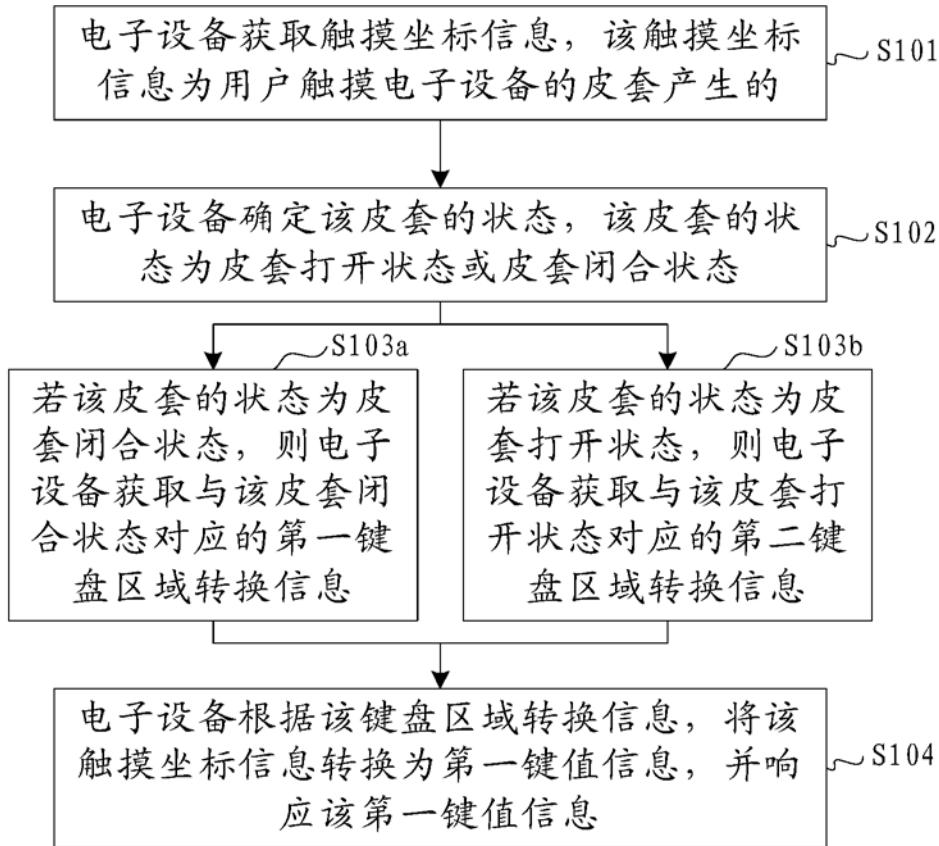 电子设备获取触摸坐标信息，该触摸坐标
信息为用户触摸电子设备的皮套产生的
S101
电子设备确定该皮套的状态，该皮套的状
态为皮套打开状态或皮套闭合状态
S102
S103a
若该皮套的状态为皮
套闭合状态，则电子
设备获取与该皮套闭
合状态对应的第一键
盘区域转换信息
S103b
若该皮套的状态为皮
套打开状态，则电子
设备获取与该皮套打
开状态对应的第二键
盘区域转换信息
电子设备根据该键盘区域转换信息，将该
触摸坐标信息转换为第一键值信息，并响
应该第一键值信息
S104